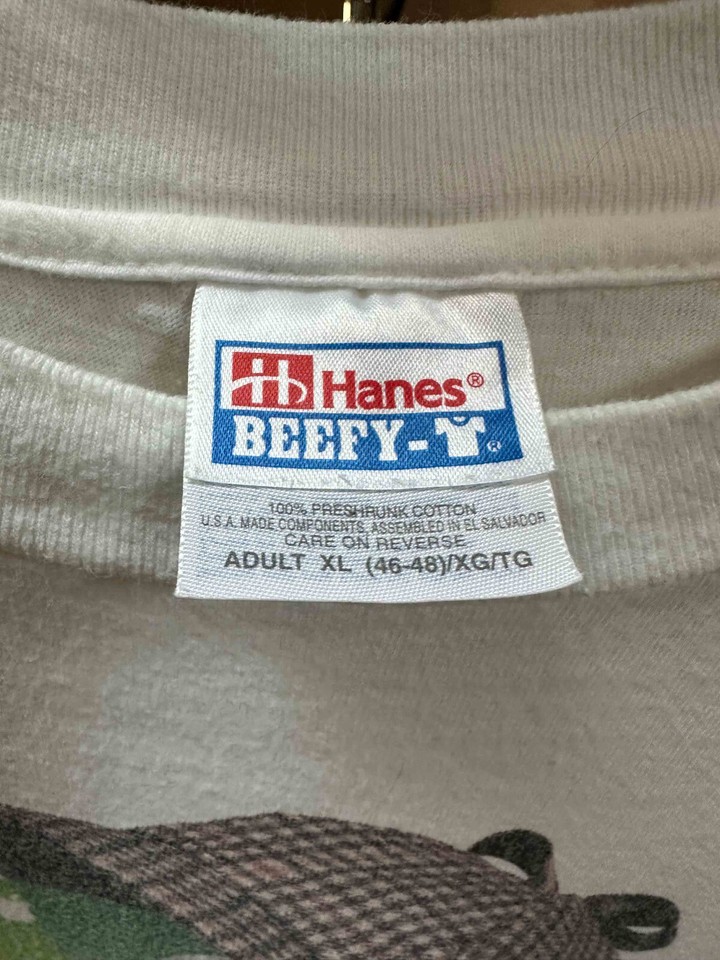 Hanes®
BEEFY-T®
100% PRESHRUNK COTTON
U.S.A. MADE COMPONENTS, ASSEMBLED IN EL SALVADOR
CARE ON REVERSE
ADULT XL (46-48)/XG/TG